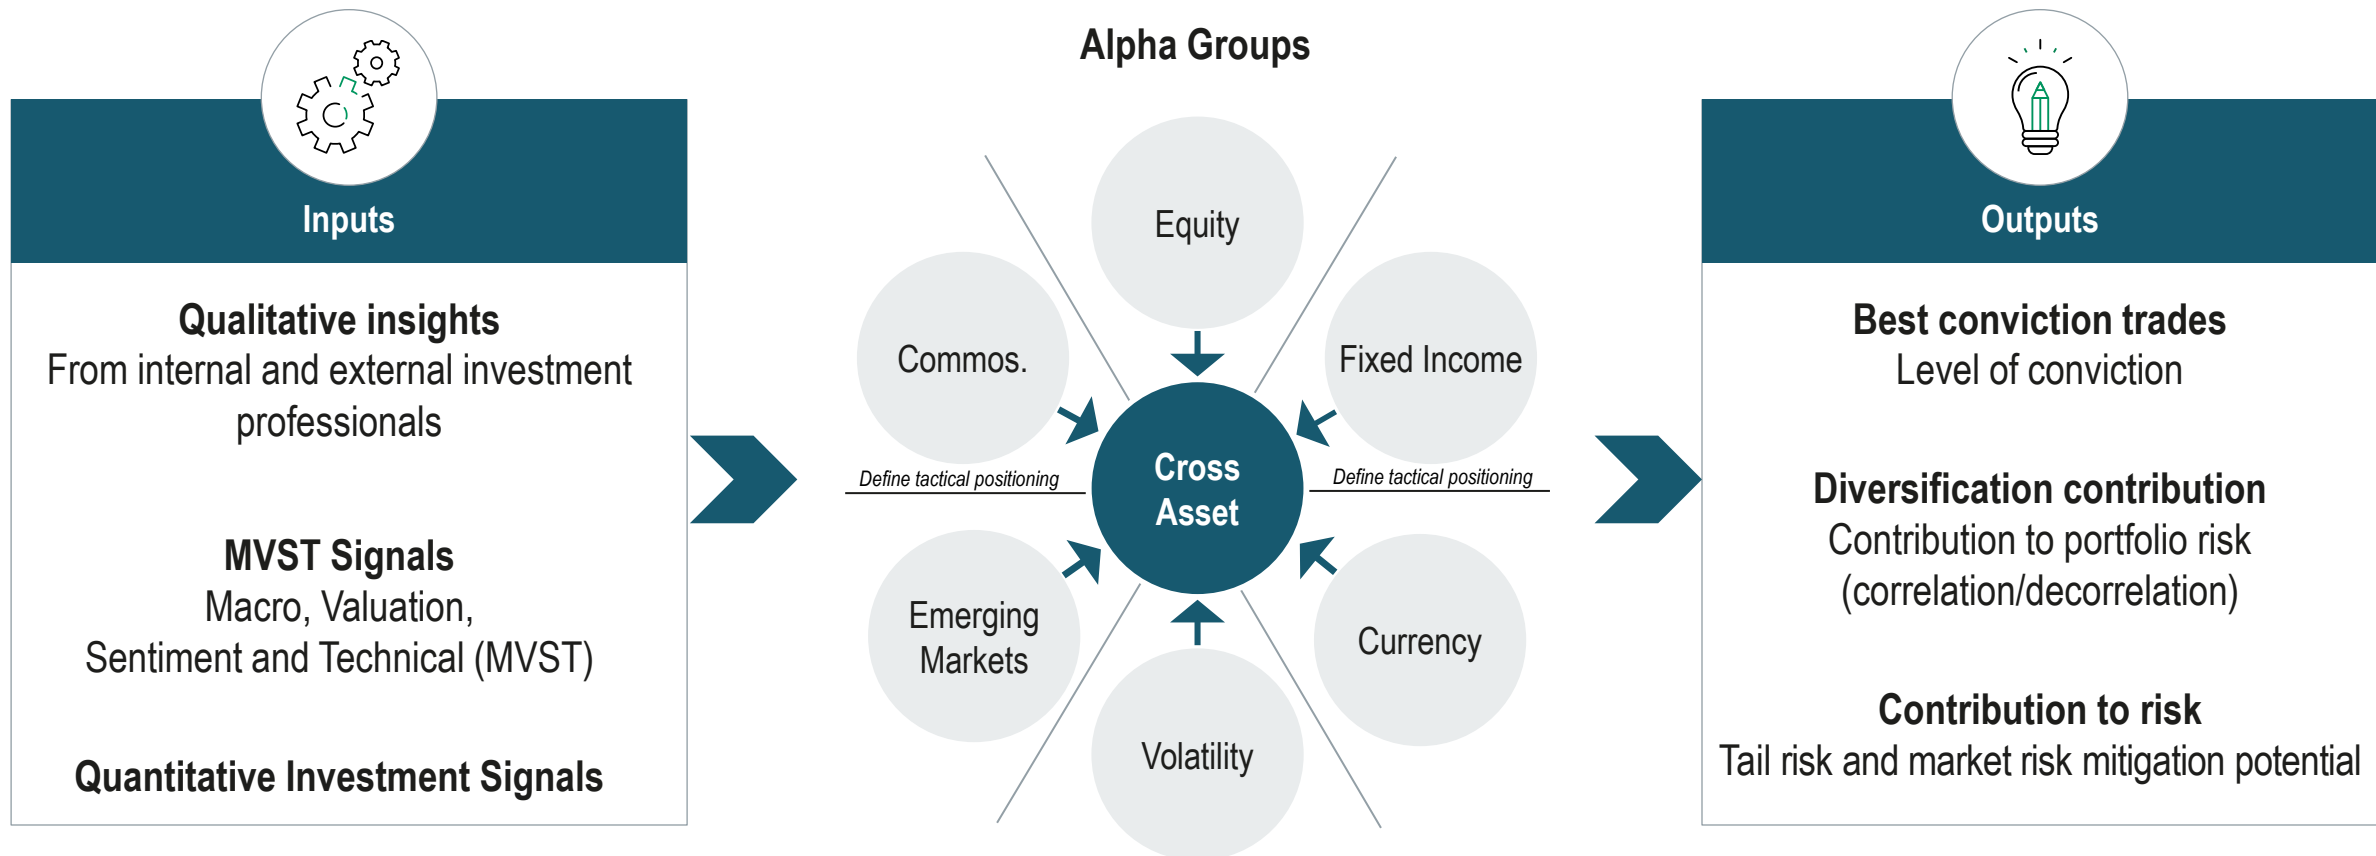 Inputs
Qualitative insights
From internal and external investment
professionals
MVST Signals
Macro, Valuation,
Sentiment and Technical (MVST)
Quantitative Investment Signals
Alpha Groups
Equity
Commos.
Fixed Income
Define tactical positioning
Cross
Asset
Define tactical positioning
Emerging
Markets
Currency
Volatility
Outputs
Best conviction trades
Level of conviction
Diversification contribution
Contribution to portfolio risk
(correlation/decorrelation)
Contribution to risk
Tail risk and market risk mitigation potential